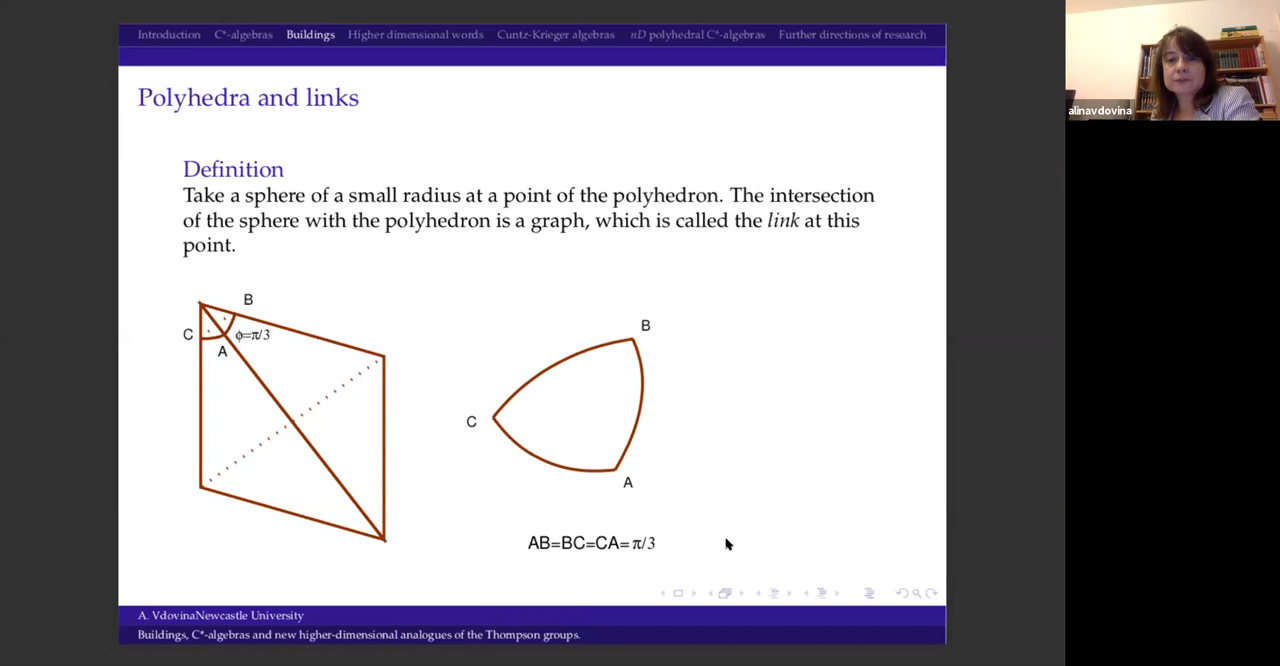 Introduction C*-algebras Buildings Higher dimensional words Cuntz-Krieger algebras nD polyhedral C*-algebras Further directions of research
alinavdovina
Polyhedra and links
Definition
Take a sphere of a small radius at a point of the polyhedron. The intersection
of the sphere with the polyhedron is a graph, which is called the link at this
point.
B
C
ϕ=π/3
A
B
C
A
AB=BC=CA=π/3
A. VdovinaNewcastle University
Buildings, C*-algebras and new higher-dimensional analogues of the Thompson groups.